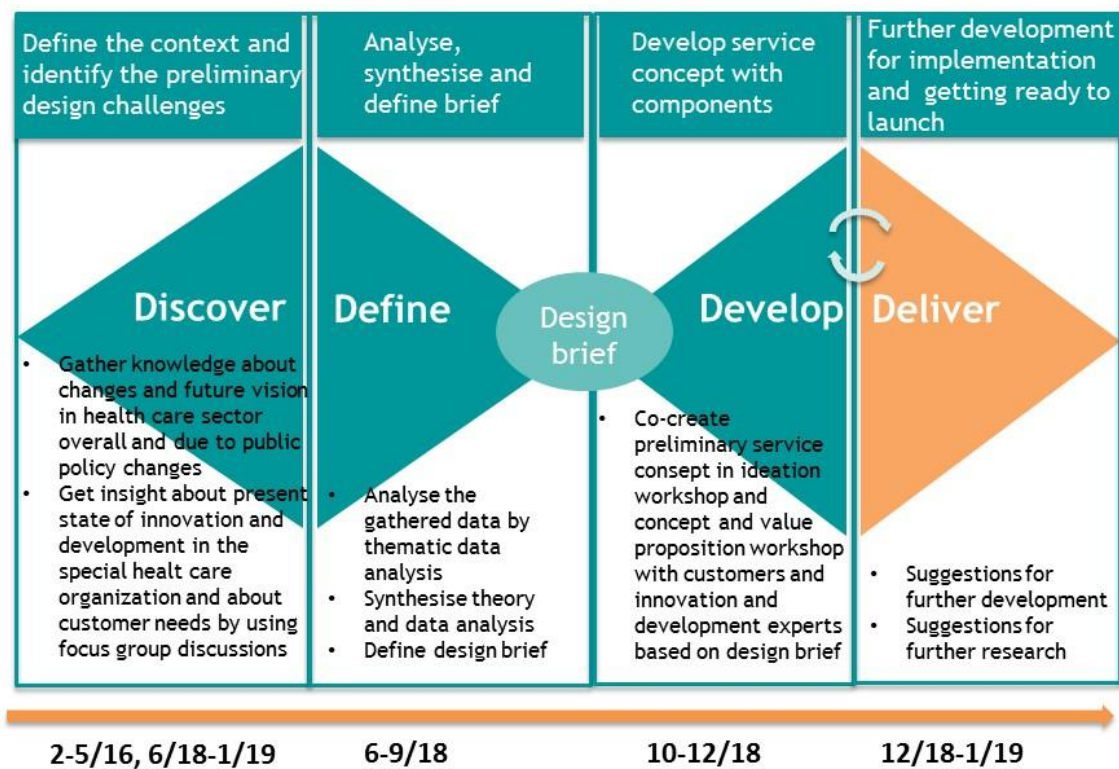 Define the context and
identify the preliminary
design challenges
Analyse,
synthesise and
define brief
Develop service
concept with
components
Further development
for implementation
and getting ready to
launch
Discover
Define
Design
brief
Develop
Deliver
• Gather knowledge about
changes and future vision
in health care sector
overall and due to public
policy changes
• Get insight about present
state of innovation and
development in the
special healt care
organization and about
customer needs by using
focus group discussions
• Analyse the
gathered data by
thematic data
analysis
• Synthesise theory
and data analysis
• Define design brief
• Co-create
preliminary service
consept in ideation
workshop and
concept and value
proposition workshop
with customers and
innovation and
development experts
based on design brief
• Suggestions for
further development
• Suggestions for
further research
2-5/16, 6/18-1/19
6-9/18
10-12/18
12/18-1/19